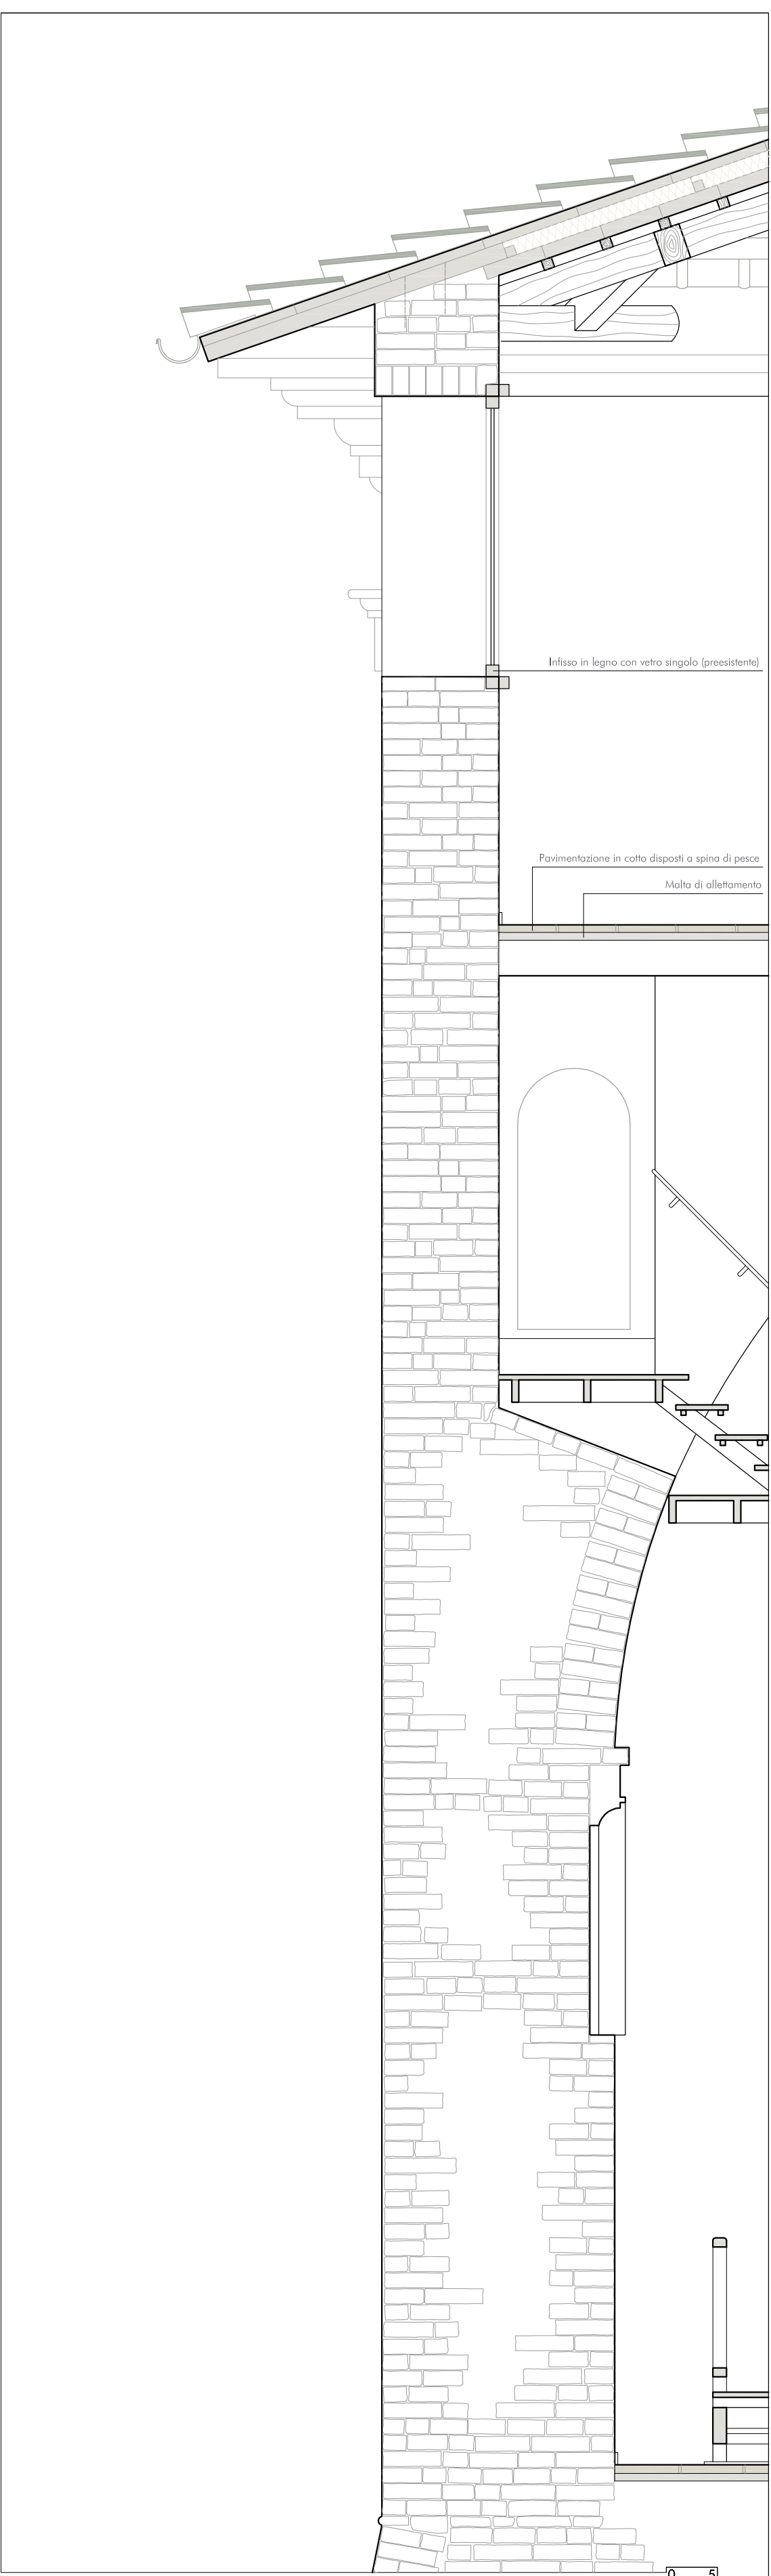 Infisso in legno con vetro singolo (preesistente)
Pavimentazione in cotto disposti a spina di pesce
Malta di allettamento
0 5